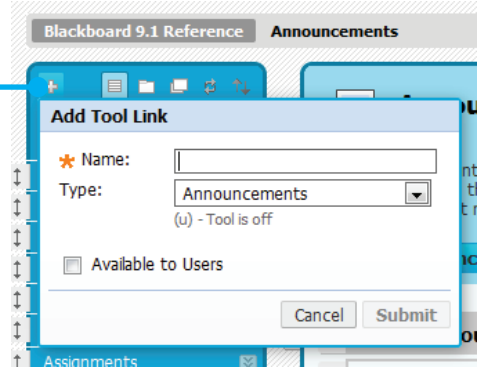 Blackboard 9.1 Reference Announcements
Add Tool Link
* Name:
Type: Announcements
(u) - Tool is off
Available to Users
Cancel Submit
Assignments